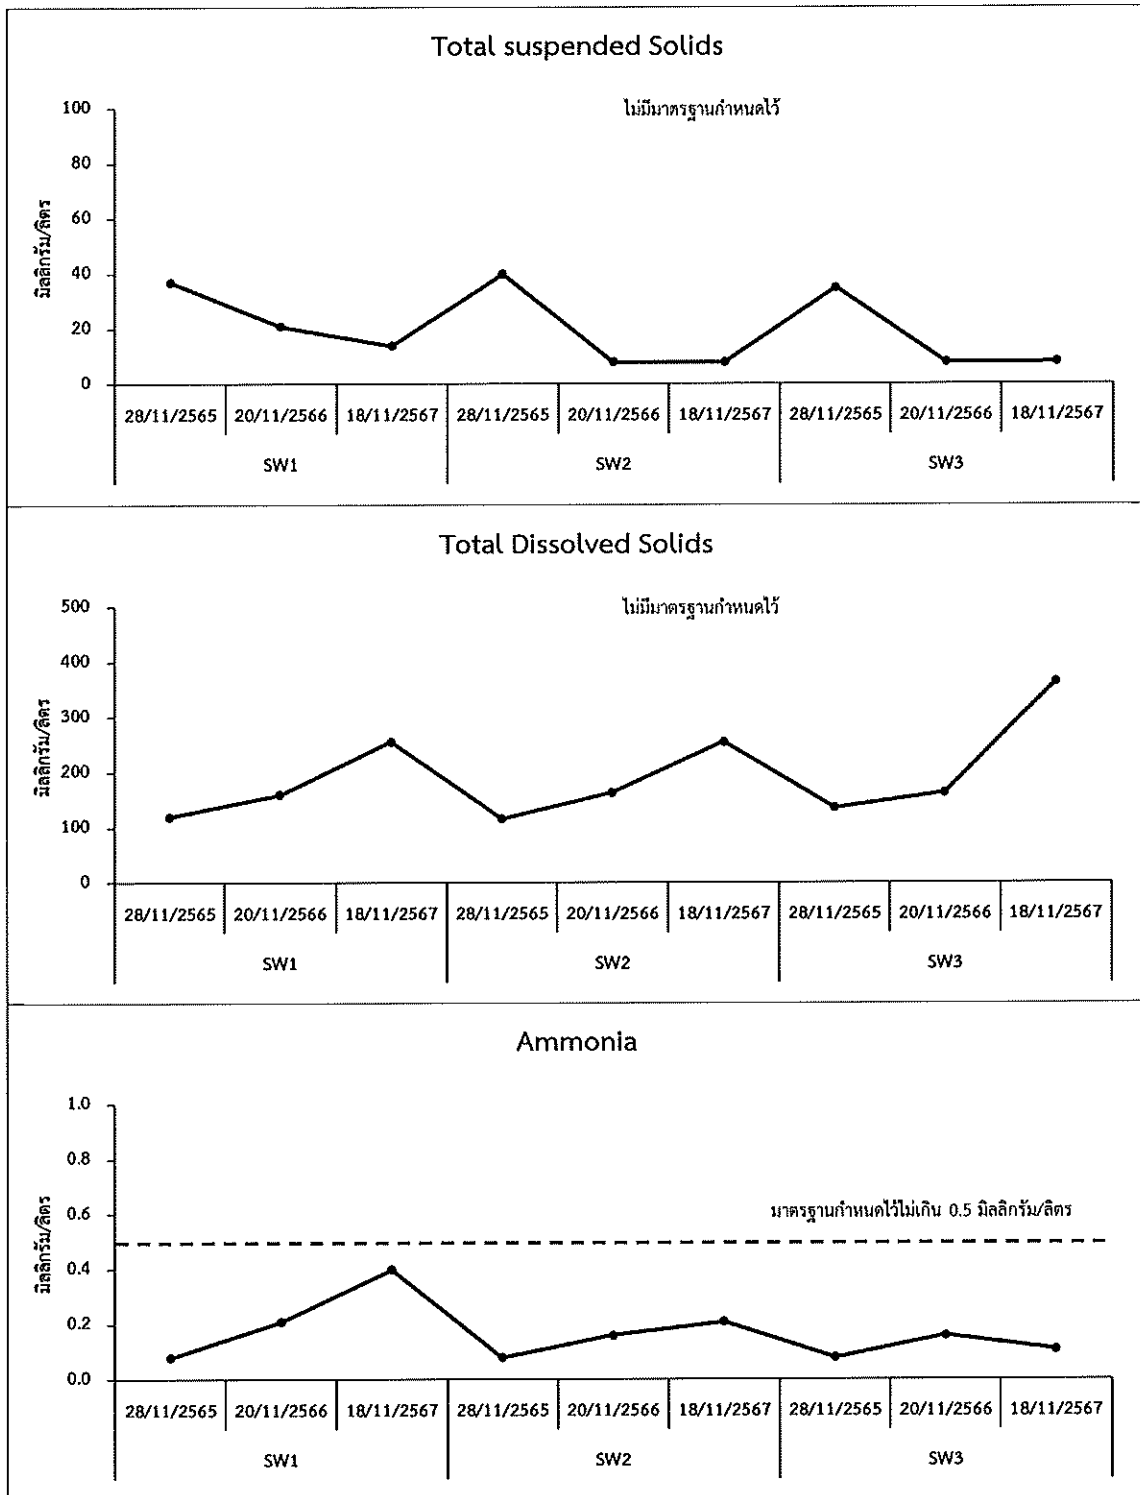 Total suspended Solids
ไม่มีมาตรฐานกำหนดไว้
มิลลิกรัม/ลิตร
100
80
60
40
20
0
28/11/2565 20/11/2566 18/11/2567 28/11/2565 20/11/2566 18/11/2567 28/11/2565 20/11/2566 18/11/2567
SW1 SW2 SW3
Total Dissolved Solids
ไม่มีมาตรฐานกำหนดไว้
มิลลิกรัม/ลิตร
500
400
300
200
100
0
28/11/2565 20/11/2566 18/11/2567 28/11/2565 20/11/2566 18/11/2567 28/11/2565 20/11/2566 18/11/2567
SW1 SW2 SW3
Ammonia
มาตรฐานกำหนดไว้ไม่เกิน 0.5 มิลลิกรัม/ลิตร
มิลลิกรัม/ลิตร
1.0
0.8
0.6
0.4
0.2
0.0
28/11/2565 20/11/2566 18/11/2567 28/11/2565 20/11/2566 18/11/2567 28/11/2565 20/11/2566 18/11/2567
SW1 SW2 SW3